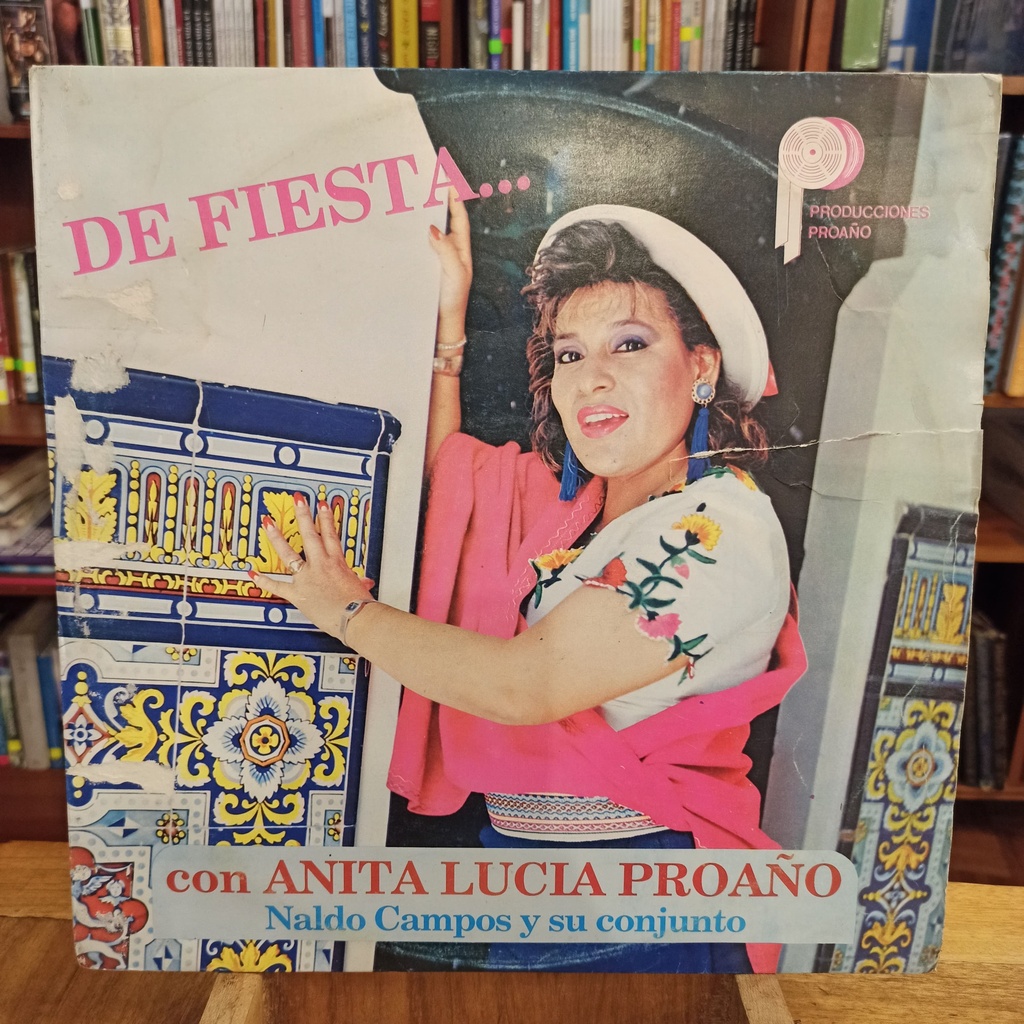 DE FIESTA...
PRODUCCIONES
PROAÑO
con ANITA LUCIA PROAÑO
Naldo Campos y su conjunto